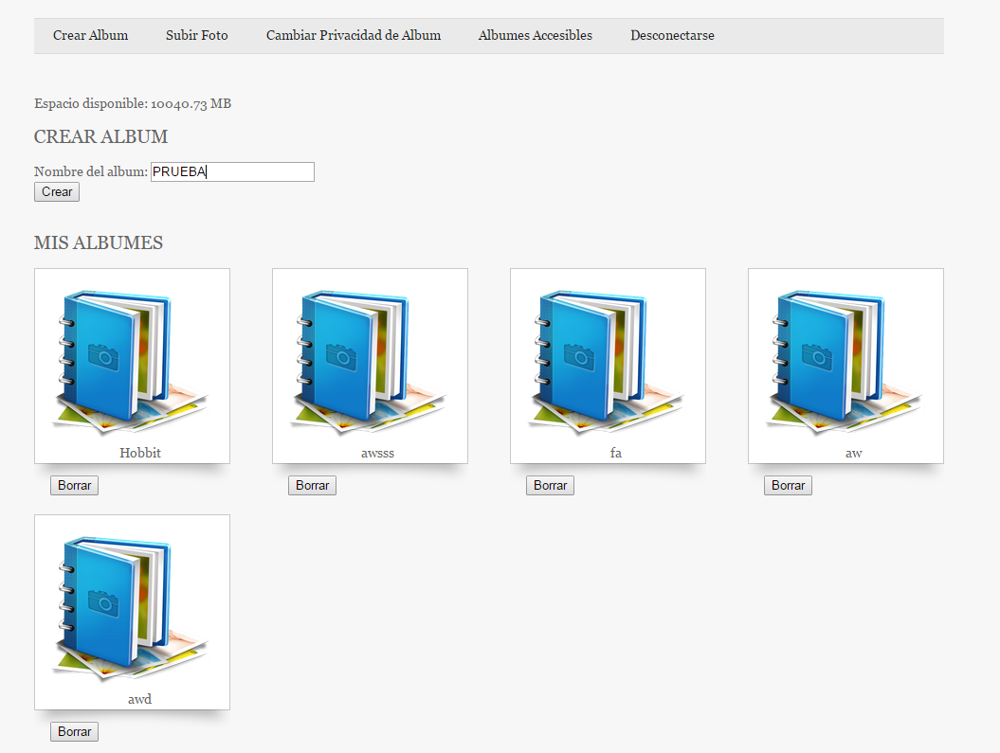 Crear Album Subir Foto Cambiar Privacidad de Album Albumes Accesibles Desconectarse
Espacio disponible: 10040.73 MB
CREAR ALBUM
Nombre del album: PRUEBA
Crear
MIS ALBUMES
Hobbit awsss fa aw
Borrar Borrar Borrar Borrar
awd
Borrar